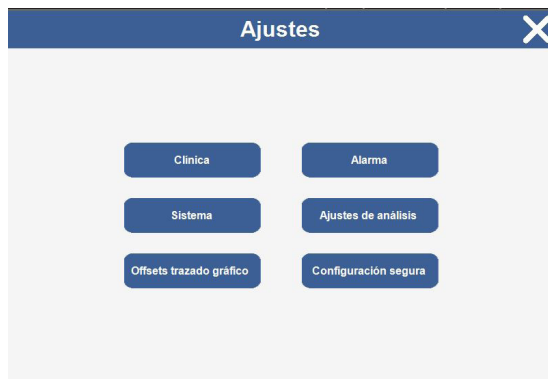 Ajustes
Clínica
Alarma
Sistema
Ajustes de análisis
Offsets trazado gráfico
Configuración segura